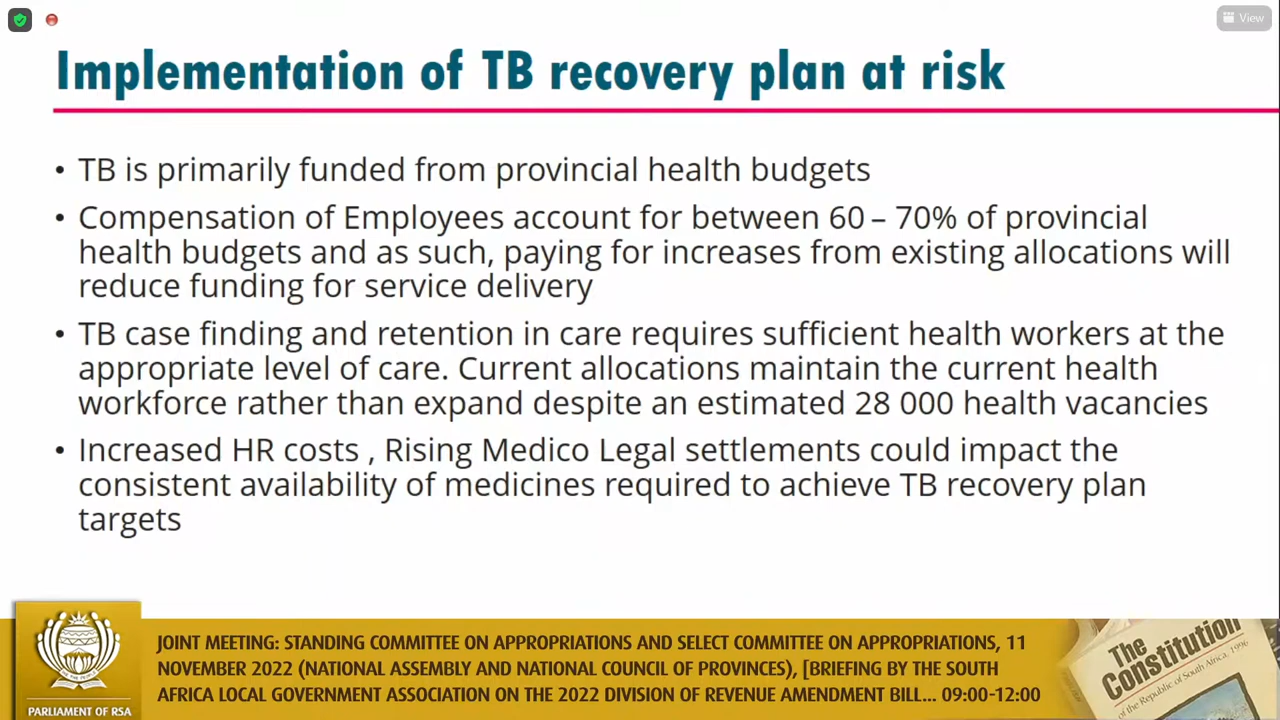 View
Implementation of TB recovery plan at risk
• TB is primarily funded from provincial health budgets
• Compensation of Employees account for between 60 – 70% of provincial
health budgets and as such, paying for increases from existing allocations will
reduce funding for service delivery
• TB case finding and retention in care requires sufficient health workers at the
appropriate level of care. Current allocations maintain the current health
workforce rather than expand despite an estimated 28 000 health vacancies
• Increased HR costs , Rising Medico Legal settlements could impact the
consistent availability of medicines required to achieve TB recovery plan
targets
JOINT MEETING: STANDING COMMITTEE ON APPROPRIATIONS AND SELECT COMMITTEE ON APPROPRIATIONS, 11
NOVEMBER 2022 (NATIONAL ASSEMBLY AND NATIONAL COUNCIL OF PROVINCES), [BRIEFING BY THE SOUTH
AFRICA LOCAL GOVERNMENT ASSOCIATION ON THE 2022 DIVISION OF REVENUE AMENDMENT BILL... 09:00-12:00
PARLIAMENT OF RSA
The
Constitution
of the Republic of South Africa, 1996